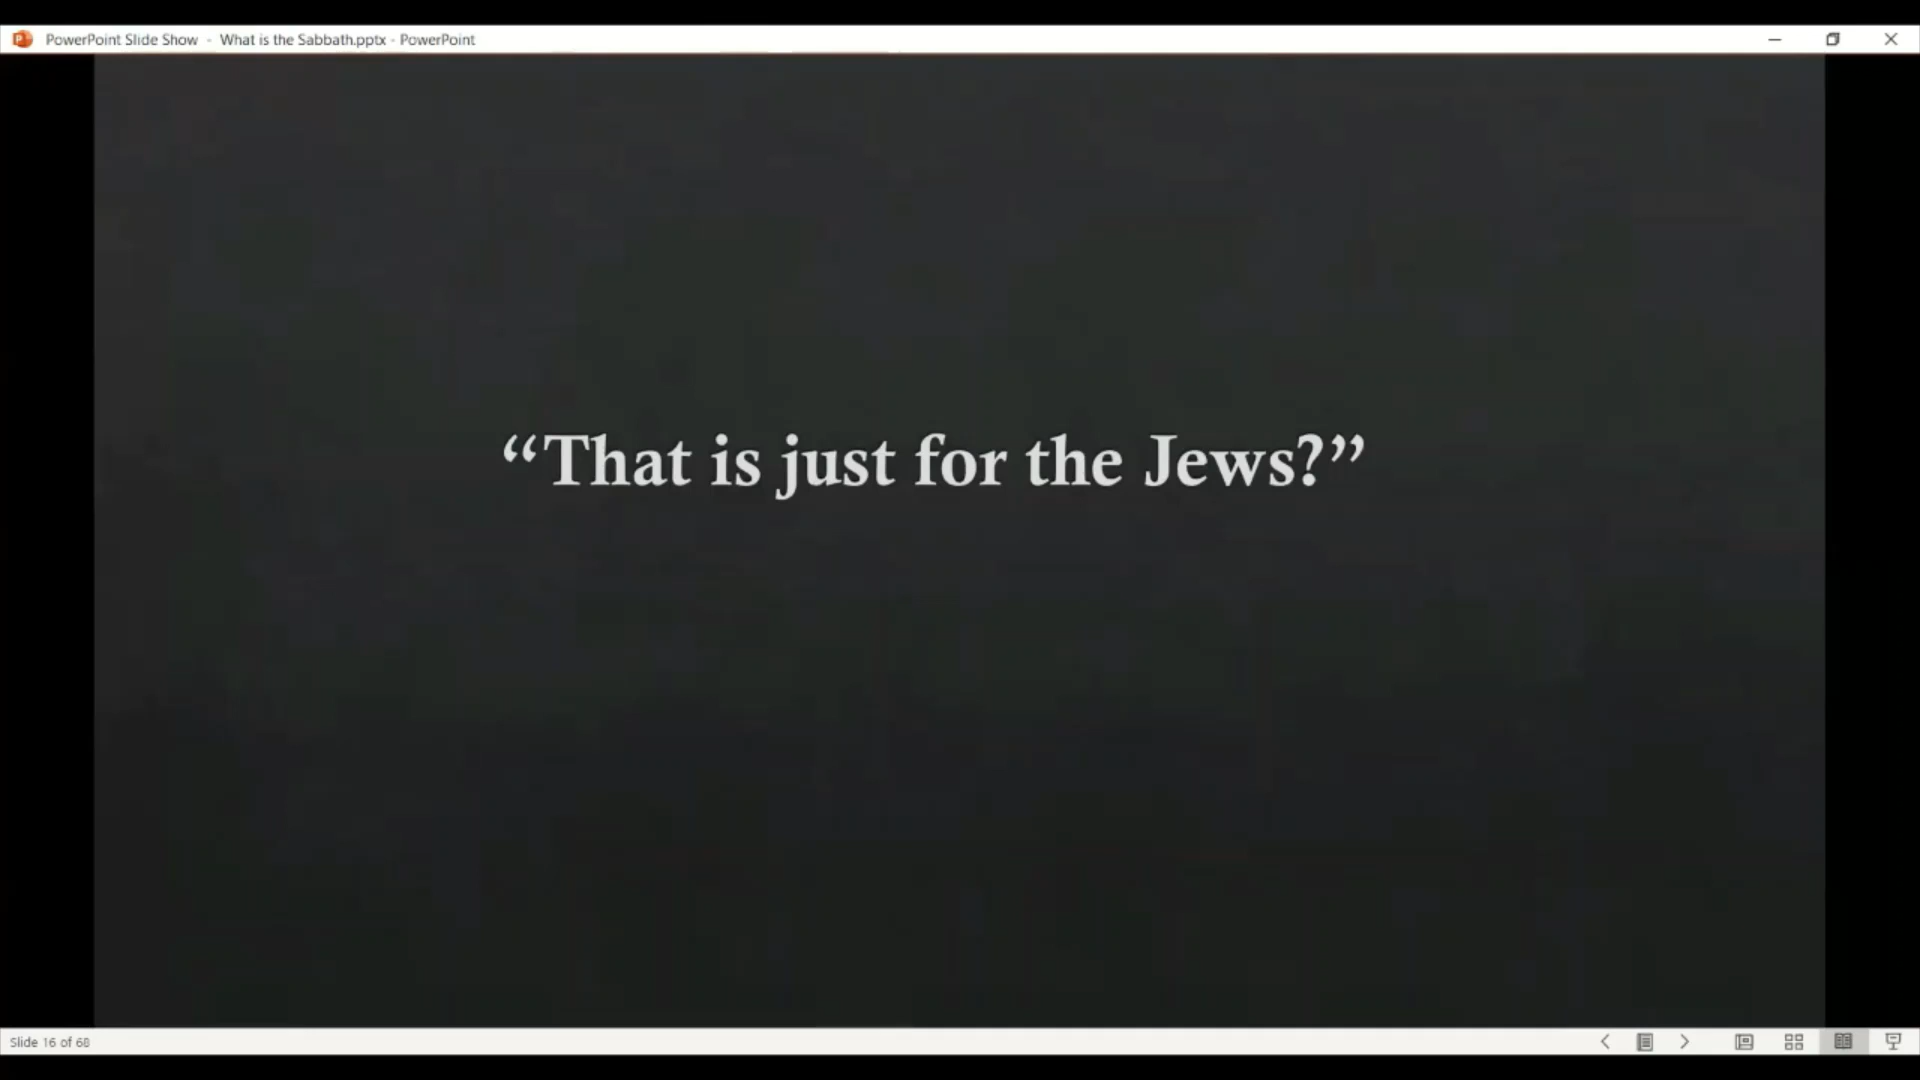 PowerPoint Slide Show - What is the Sabbath.pptx - PowerPoint
“That is just for the Jews?”
Slide 16 of 68